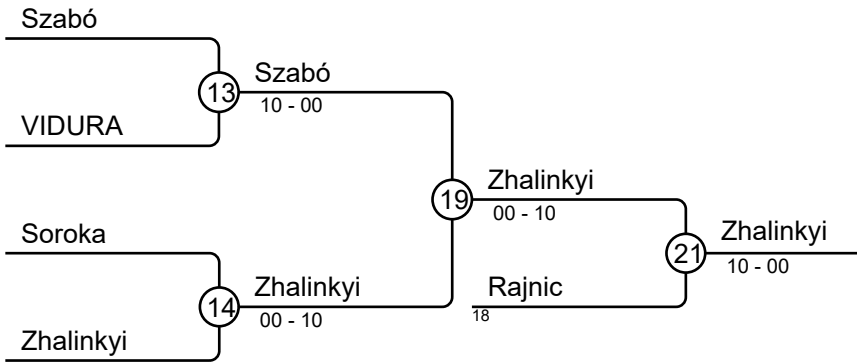 Szabó
13
Szabó
10 - 00
VIDURA
19
Zhalinkyi
00 - 10
Soroka
14
Zhalinkyi
00 - 10
Zhalinkyi
21
Zhalinkyi
10 - 00
Rajnic
18